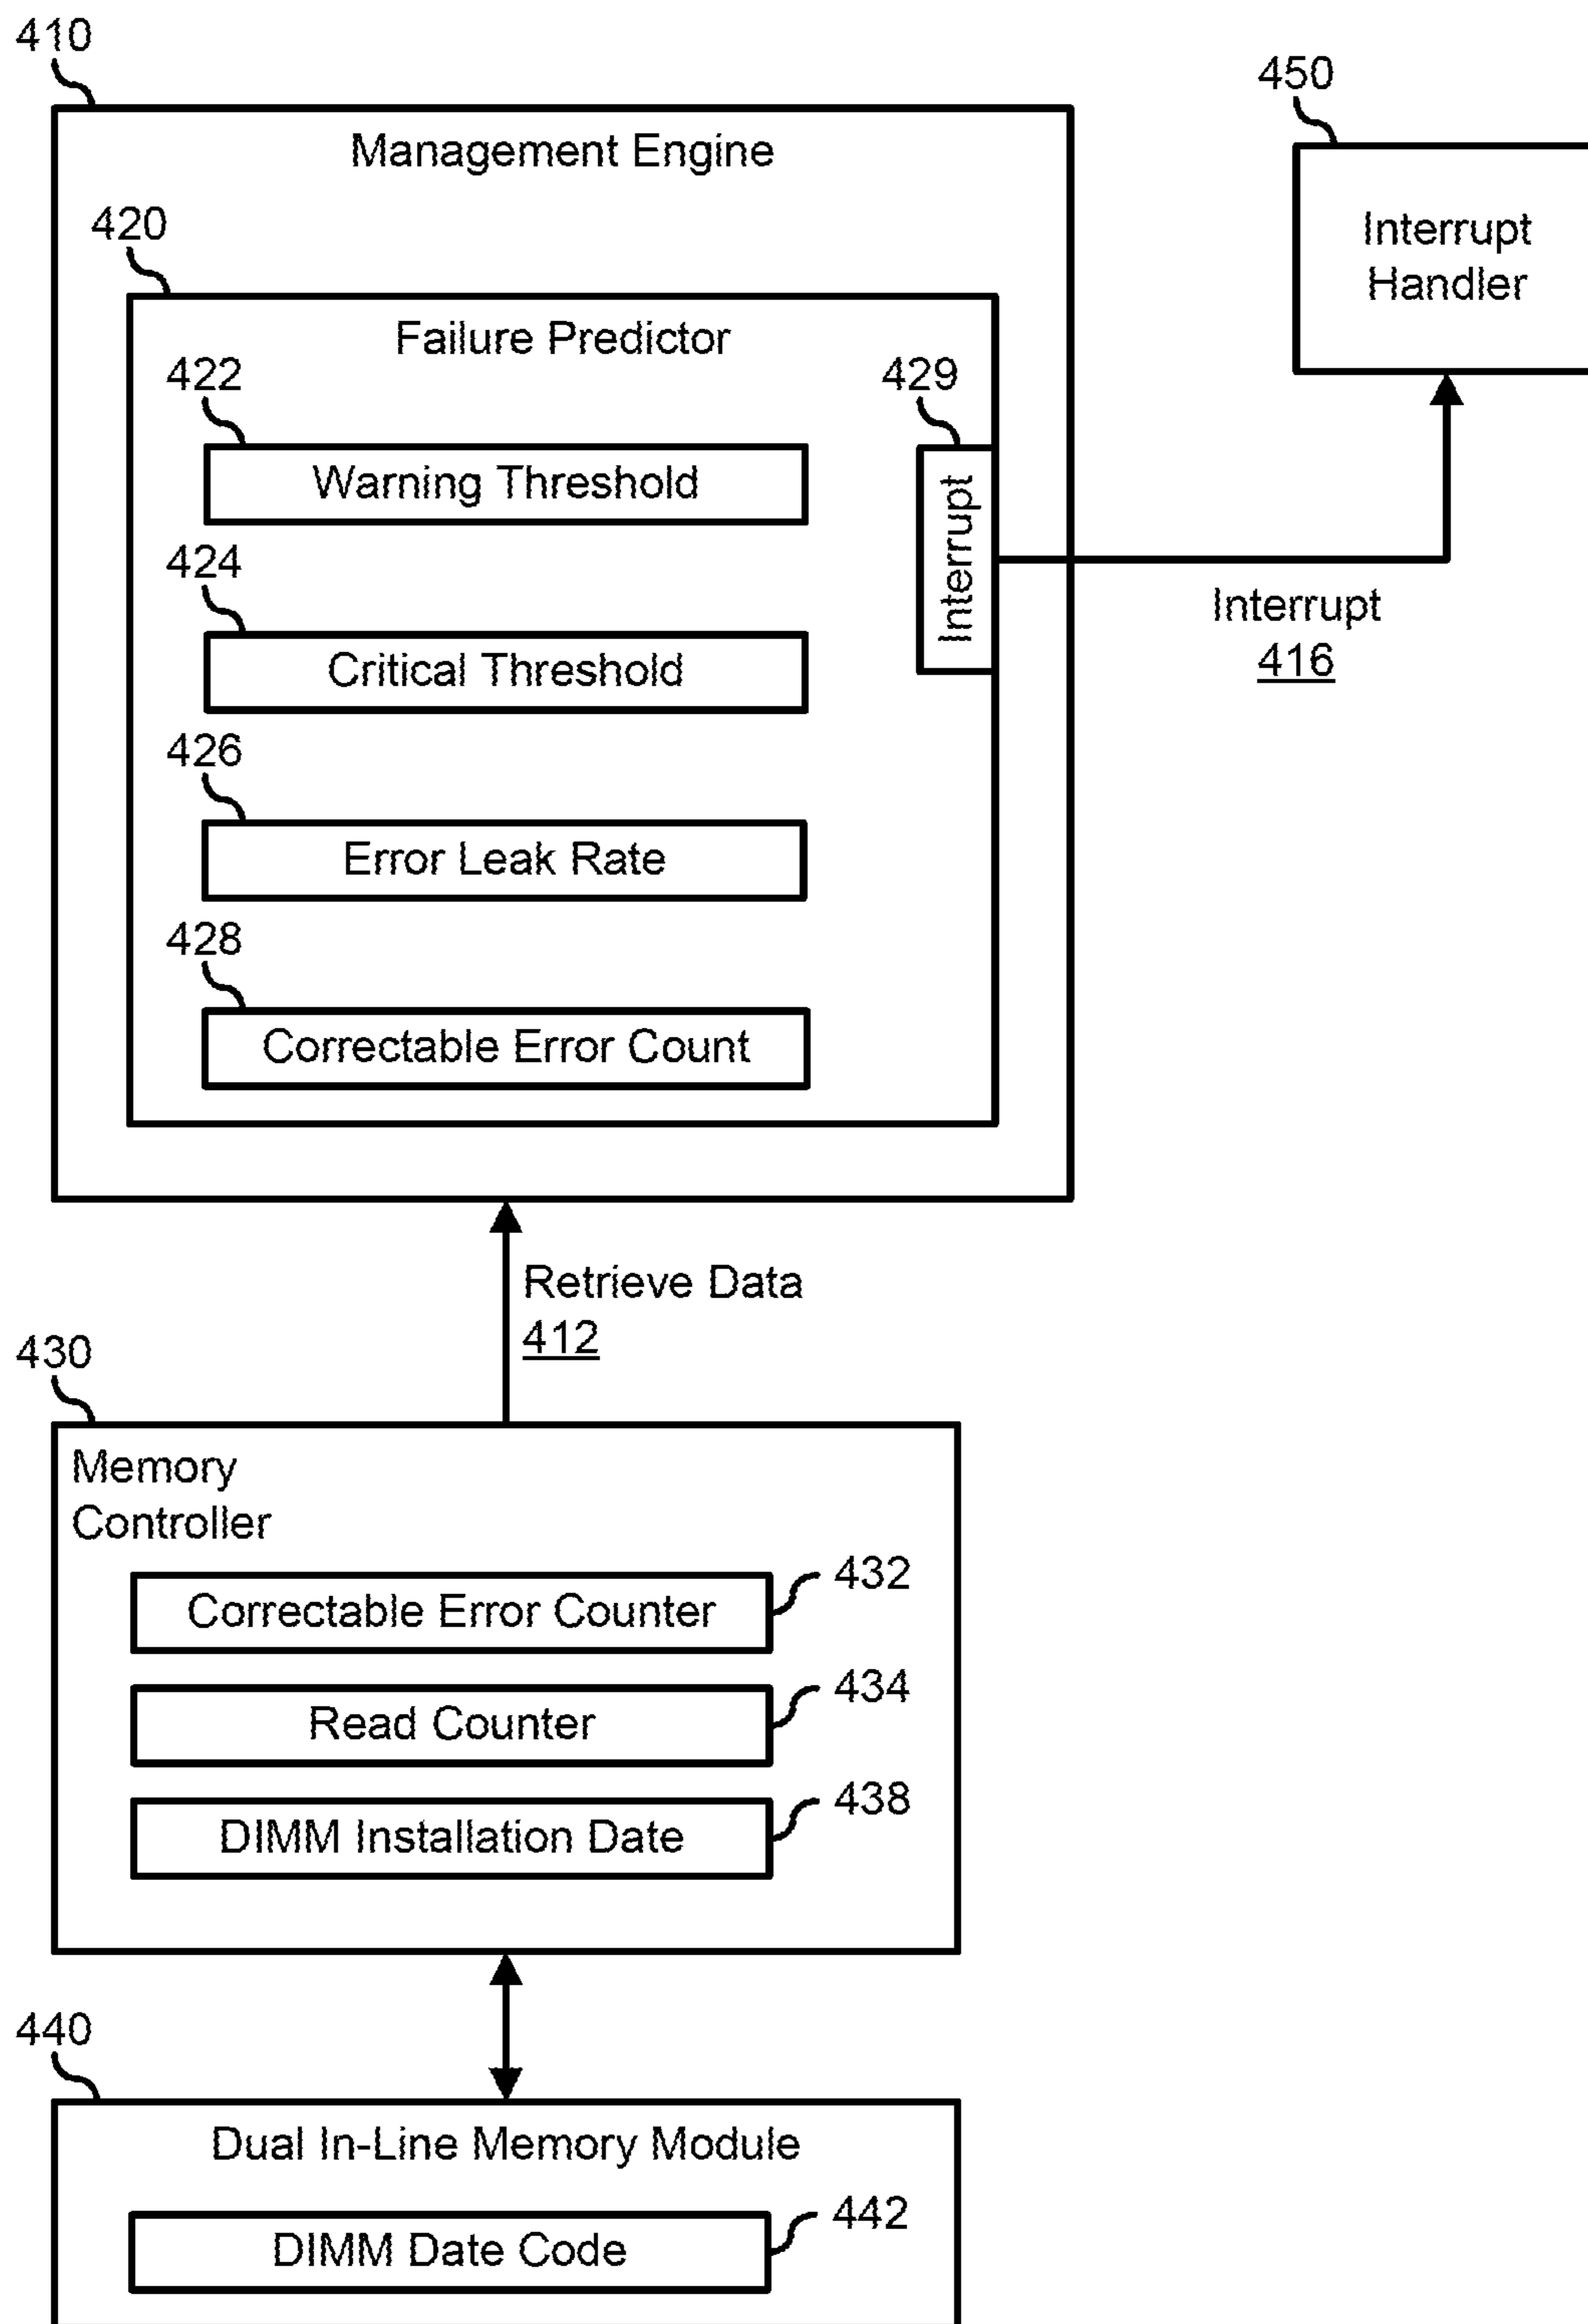 410
Management Engine
450
Interrupt
Handler
420
Failure Predictor
422
Warning Threshold
429
Interrupt
424
Critical Threshold
Interrupt
416
426
Error Leak Rate
428
Correctable Error Count
Retrieve Data
412
430
Memory
Controller
Correctable Error Counter
432
Read Counter
434
DIMM Installation Date
438
440
Dual In-Line Memory Module
DIMM Date Code
442